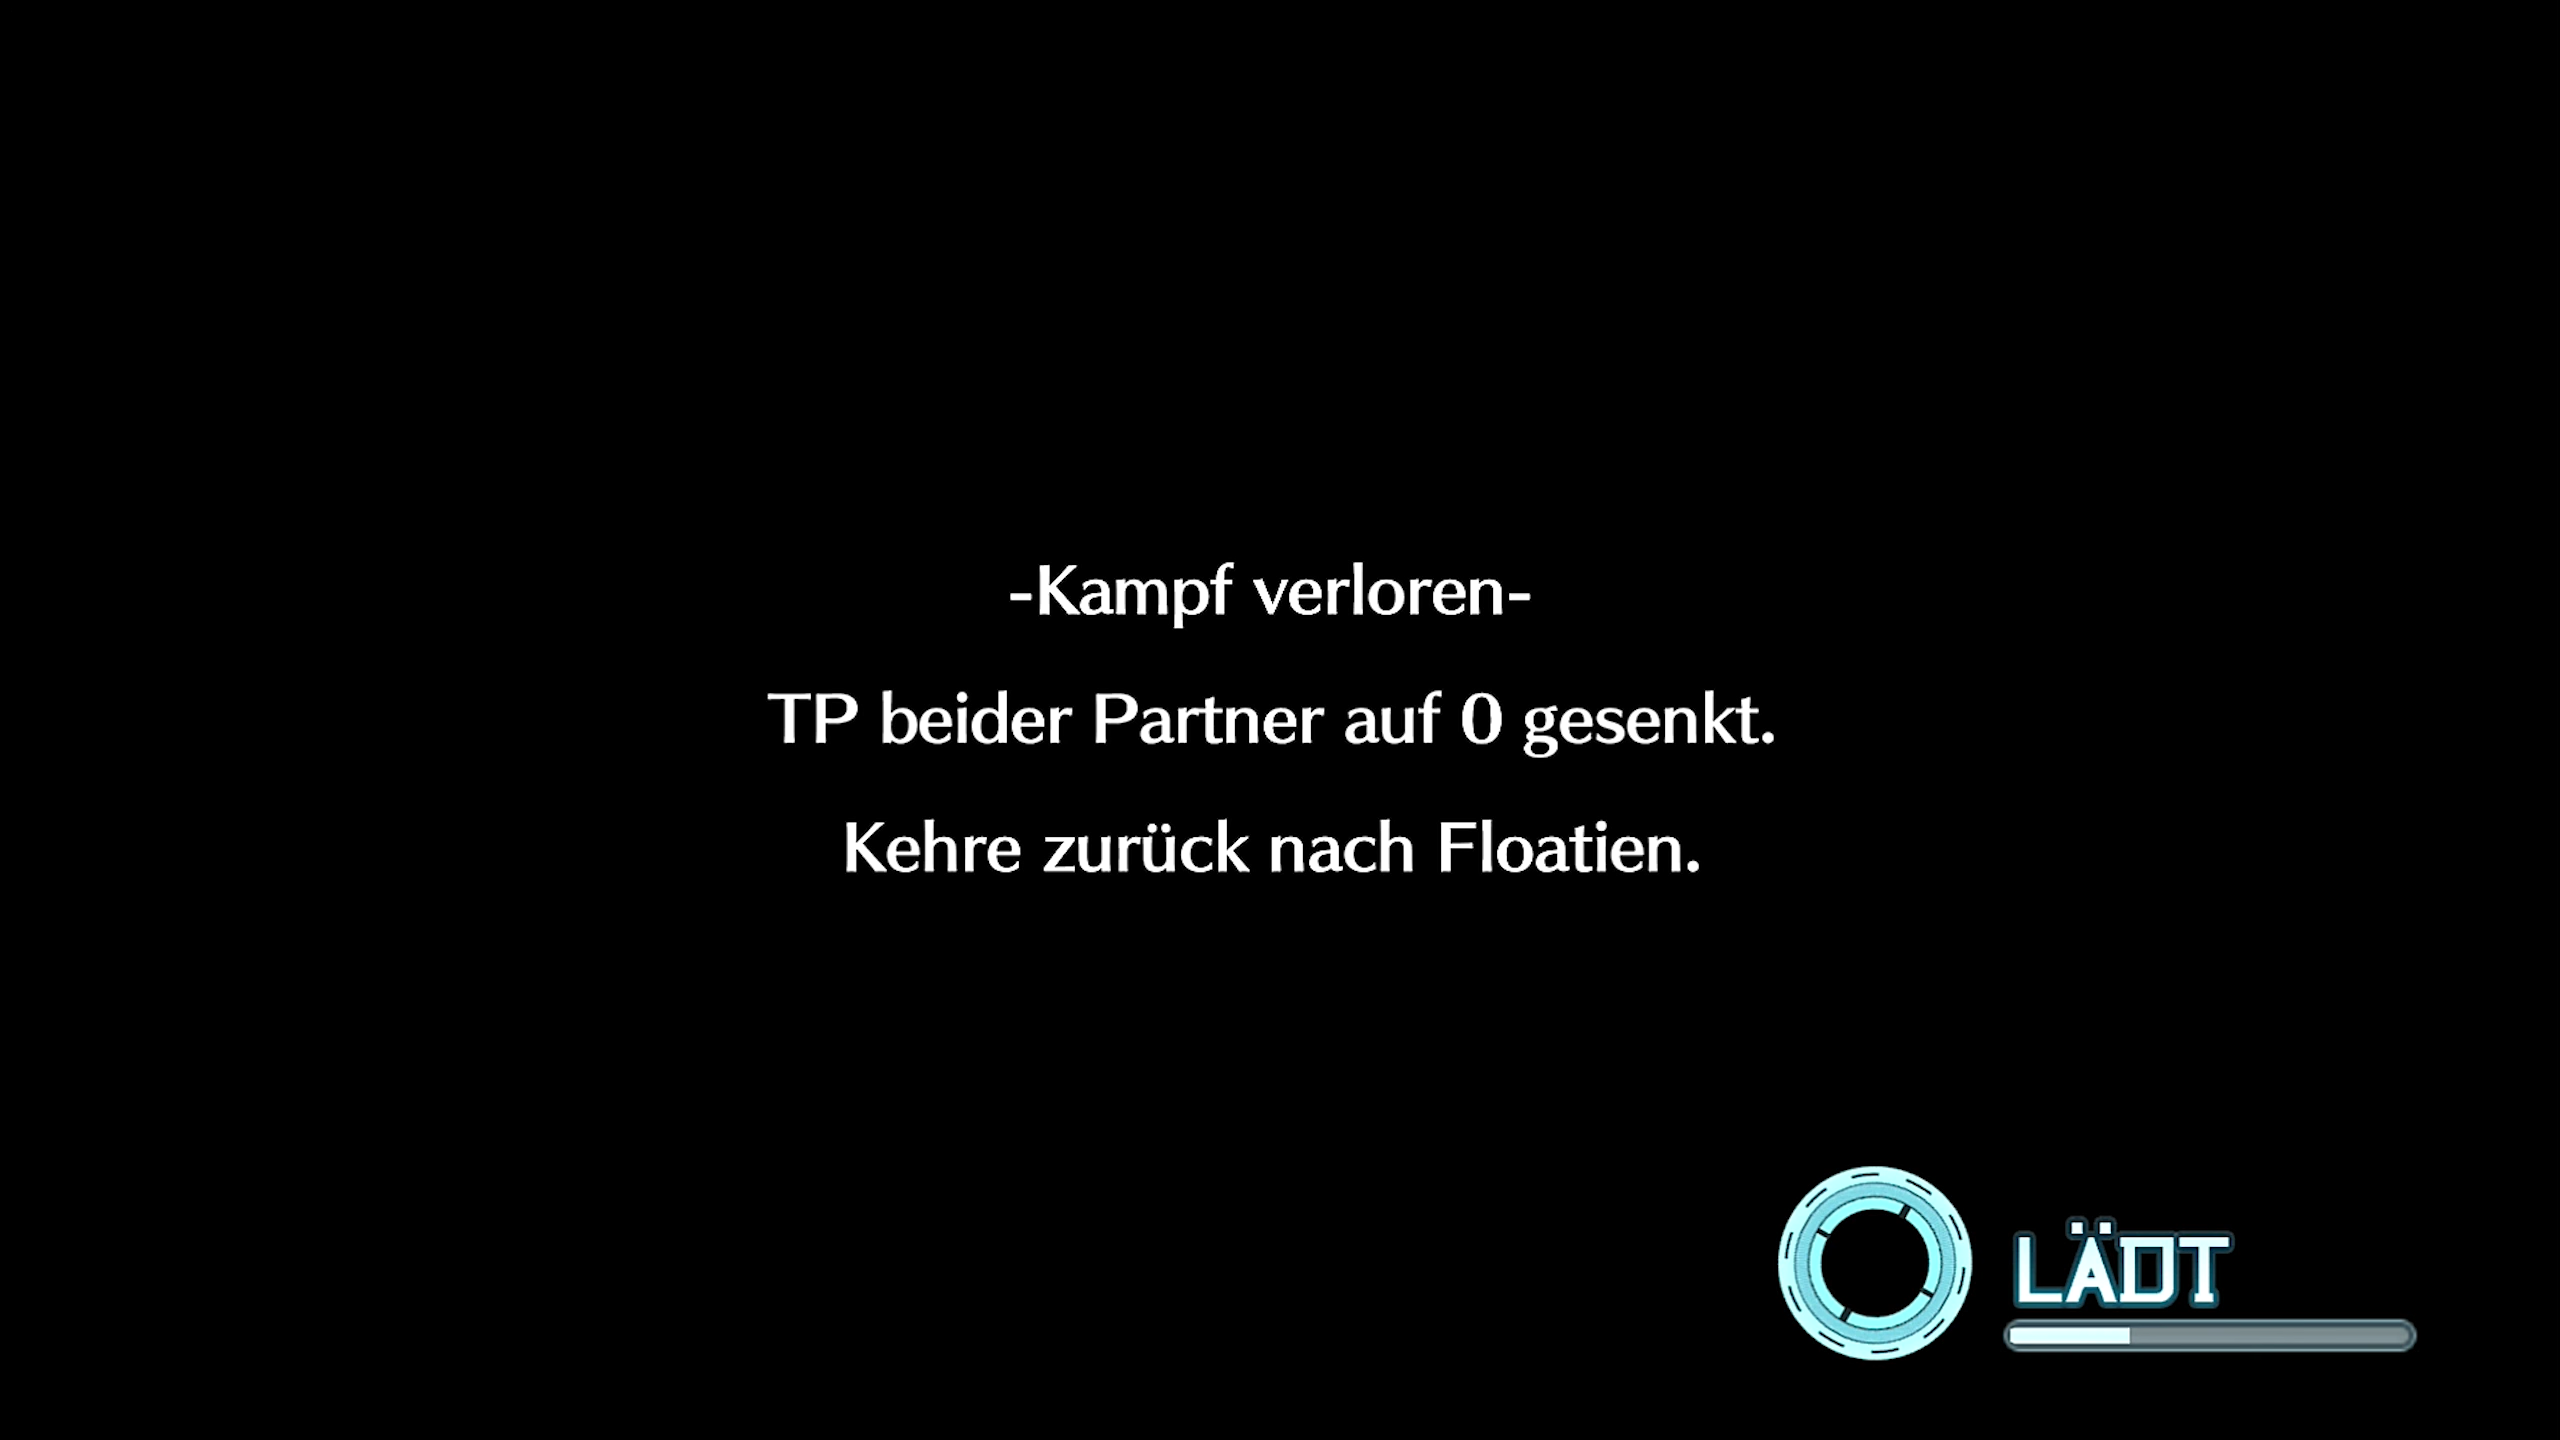 -Kampf verloren-
TP beider Partner auf 0 gesenkt.
Kehre zurück nach Floatien.
LÄDT